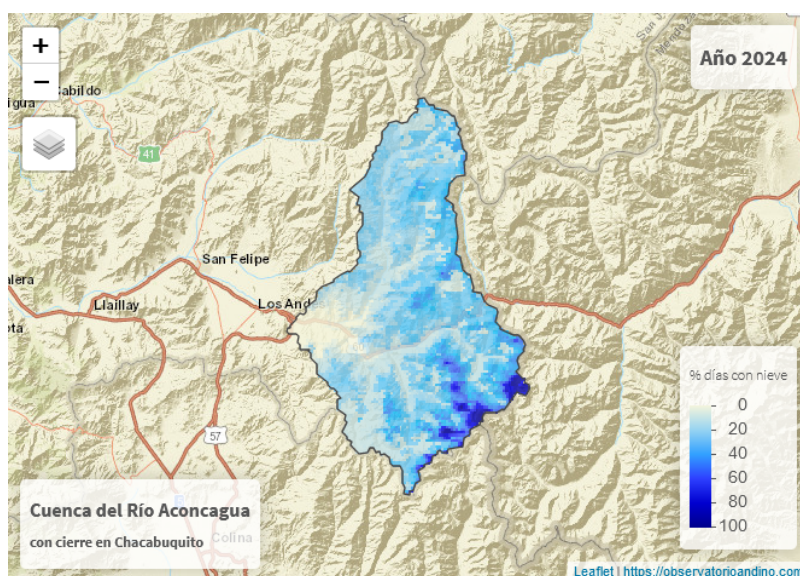 +
−
Cabildo
igua
41
Año 2024
San Felipe
Llaillay
Los And
57
% días con nieve
0
20
40
60
80
100
Cuenca del Río Aconcagua
con cierre en Chacabuquito
Colina
Leaflet | https://observatorioandino.com